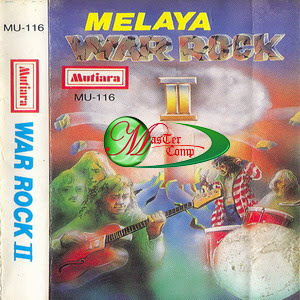 MU-116
Mutiara
WAR ROCK II
MELAYA
WAR ROCK
II
Mutiara
MU-116
MasTer
Comp